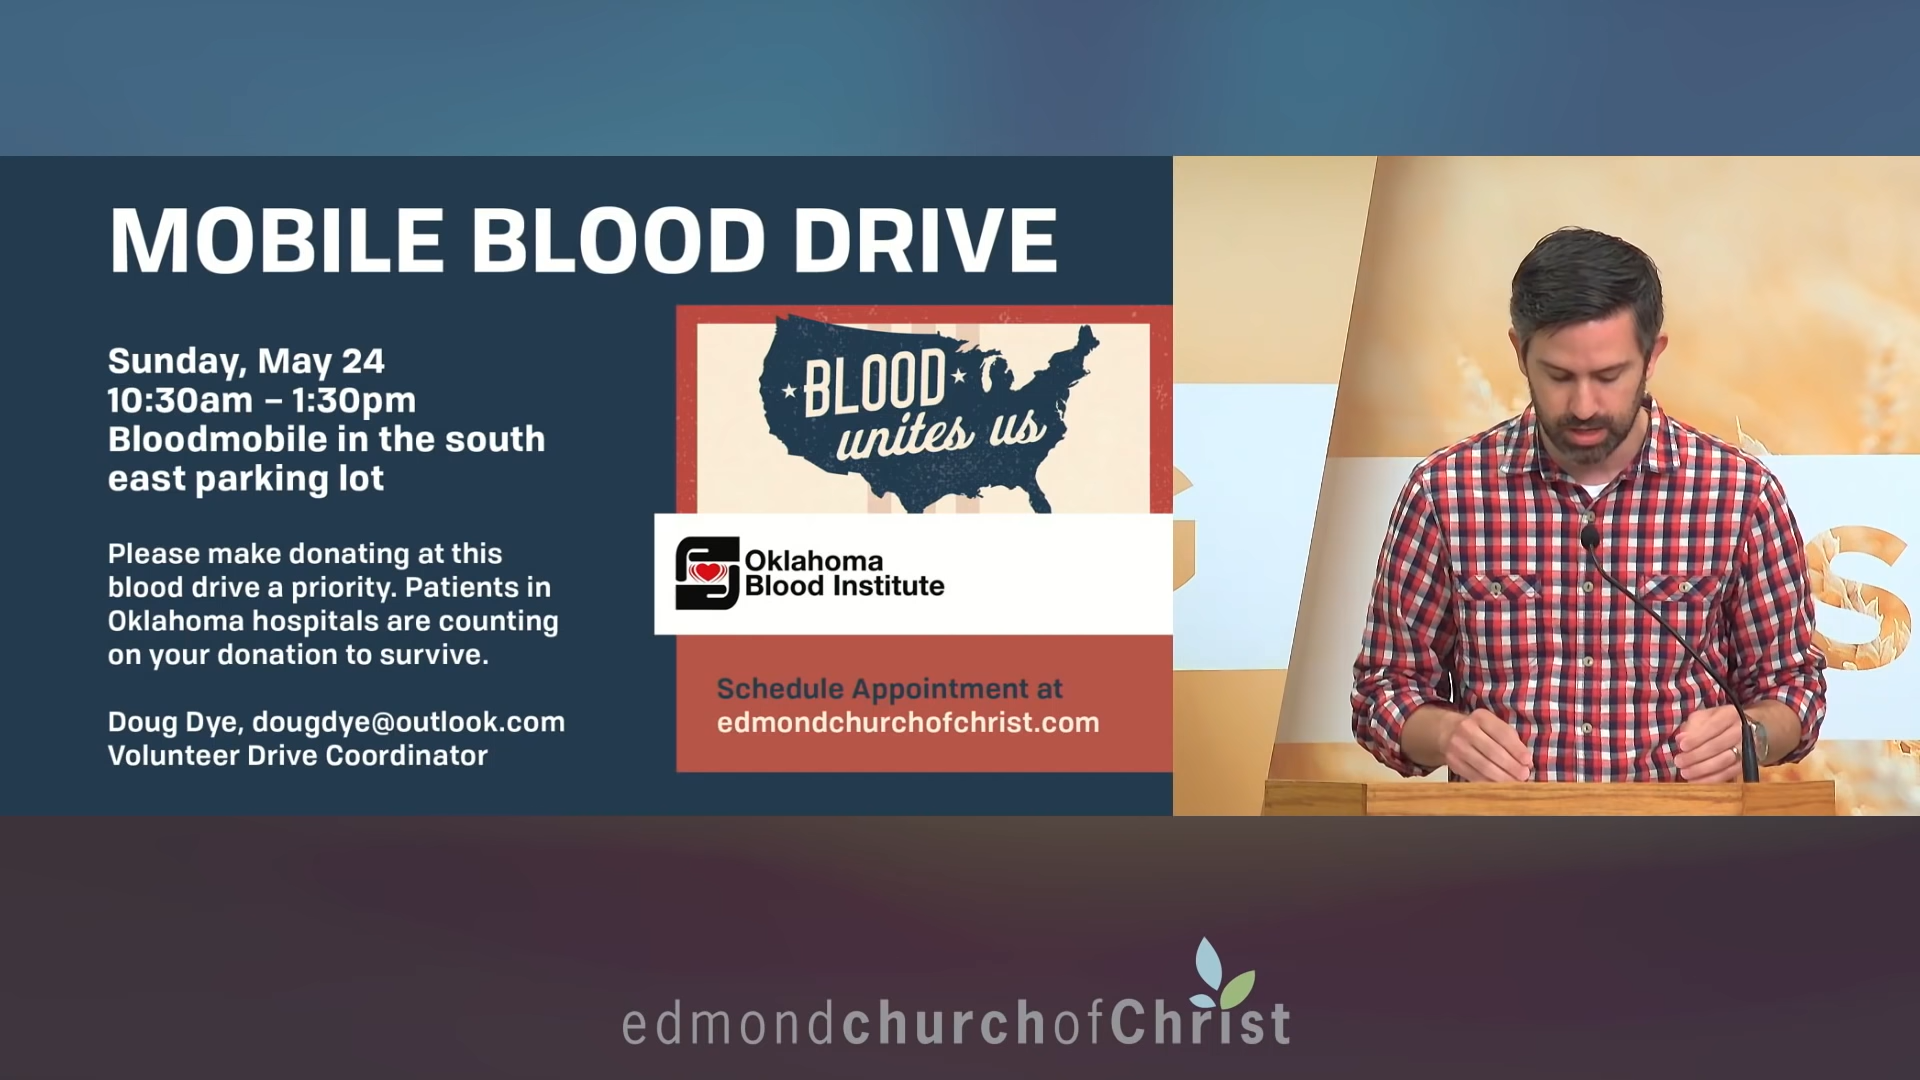 MOBILE BLOOD DRIVE
Sunday, May 24
10:30am – 1:30pm
Bloodmobile in the south
east parking lot
Please make donating at this
blood drive a priority. Patients in
Oklahoma hospitals are counting
on your donation to survive.
Doug Dye, dougdye@outlook.com
Volunteer Drive Coordinator
BLOOD
unites us
Oklahoma
Blood Institute
Schedule Appointment at
edmondchurchofchrist.com
S
edmondchurchofChrist